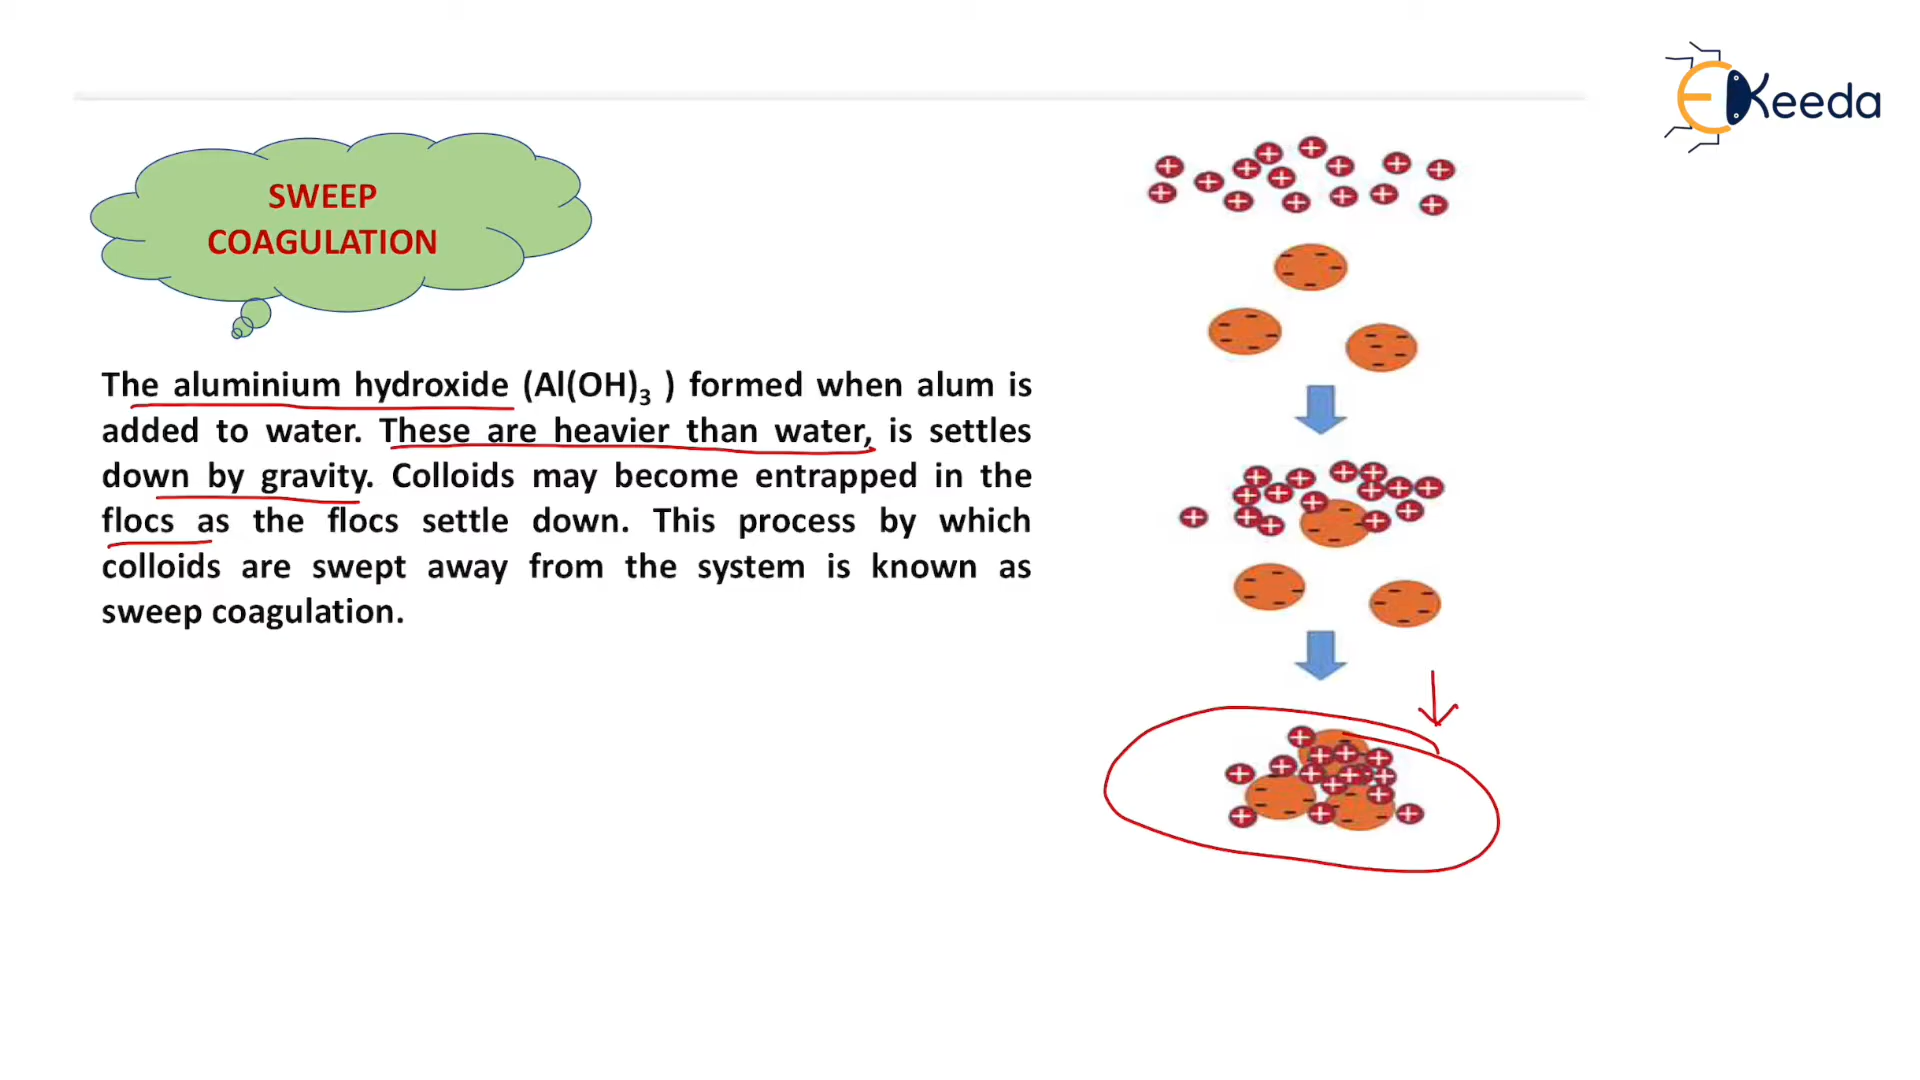 EKeeda
SWEEP
COAGULATION
The aluminium hydroxide (Al(OH)₃ ) formed when alum is
added to water. These are heavier than water, is settles
down by gravity. Colloids may become entrapped in the
flocs as the flocs settle down. This process by which
colloids are swept away from the system is known as
sweep coagulation.